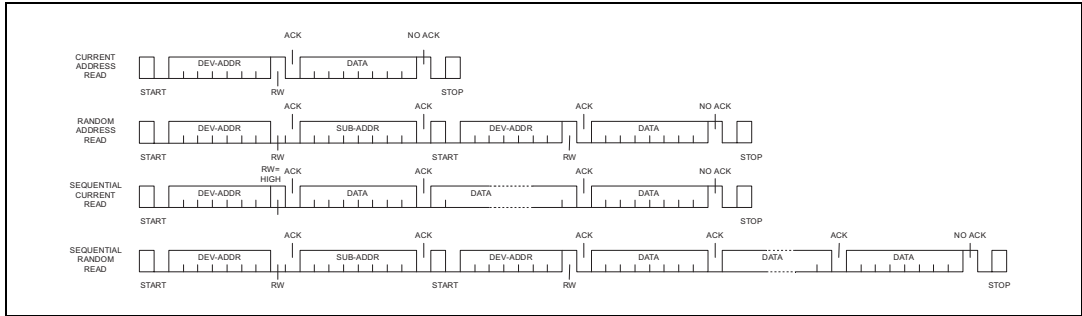 ACK NO ACK
CURRENT
ADDRESS
READ
DEV-ADDR DATA
START RW STOP
ACK ACK ACK NO ACK
RANDOM
ADDRESS
READ
DEV-ADDR SUB-ADDR DEV-ADDR DATA
START RW START RW STOP
RW=
HIGH
ACK ACK ACK NO ACK
SEQUENTIAL
CURRENT
READ
DEV-ADDR DATA DATA DATA
START STOP
ACK ACK ACK ACK ACK NO ACK
SEQUENTIAL
RANDOM
READ
DEV-ADDR SUB-ADDR DEV-ADDR DATA DATA DATA
START RW START RW STOP